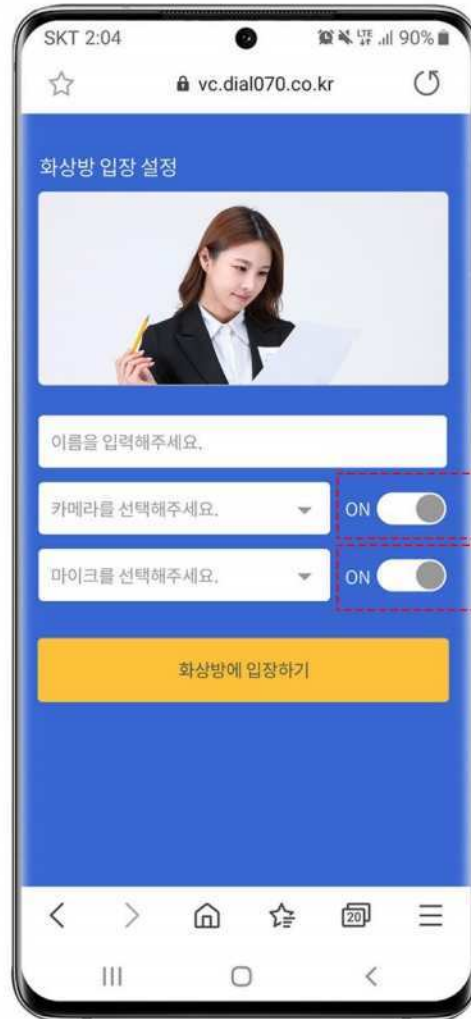 SKT 2:04
LTE 90%
vc.dial070.co.kr
화상방 입장 설정
이름을 입력해주세요.
카메라를 선택해주세요.
ON
마이크를 선택해주세요.
ON
화상방에 입장하기
20